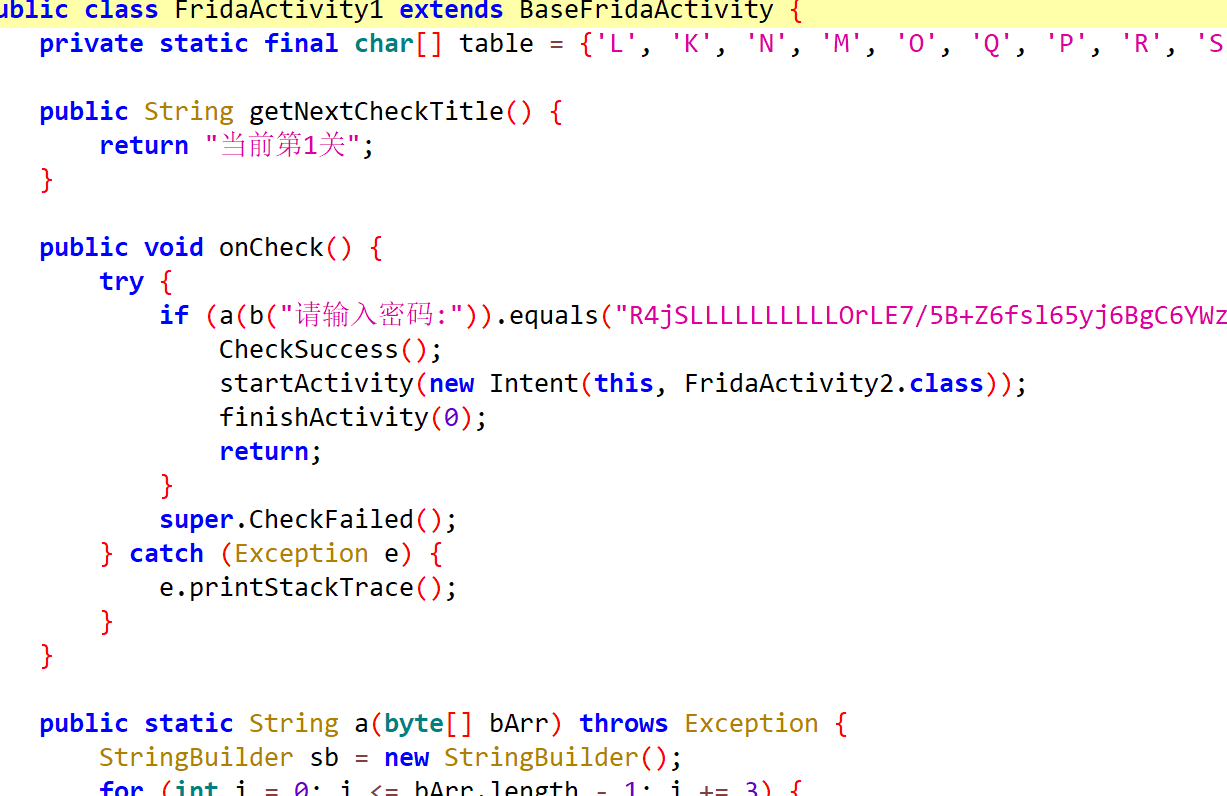 ublic class FridaActivity1 extends BaseFridaActivity {
private static final char[] table = {'L', 'K', 'N', 'M', 'O', 'Q', 'P', 'R', 'S
public String getNextCheckTitle() {
return "当前第1关";
}
public void onCheck() {
try {
if (a(b("请输入密码:")).equals("R4jSLLLLLLLLLLOrLE7/5B+Z6fsl65yj6BgC6YWz
CheckSuccess();
startActivity(new Intent(this, FridaActivity2.class));
finishActivity(0);
return;
}
super.CheckFailed();
} catch (Exception e) {
e.printStackTrace();
}
}
public static String a(byte[] bArr) throws Exception {
StringBuilder sb = new StringBuilder();
for (int i = 0; i <= bArr.length - 1; i += 3) {